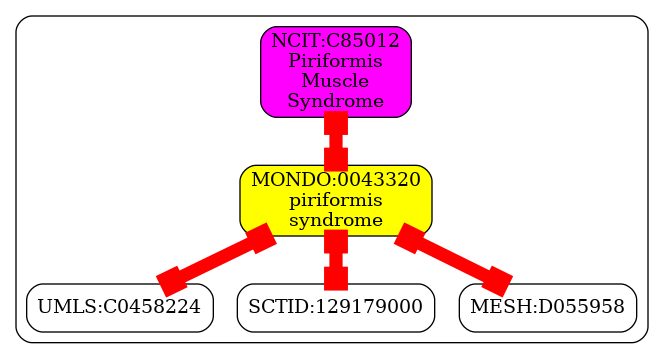 NCIT:C85012
Piriformis
Muscle
Syndrome
MONDO:0043320
piriformis
syndrome
UMLS:C0458224
SCTID:129179000
MESH:D055958